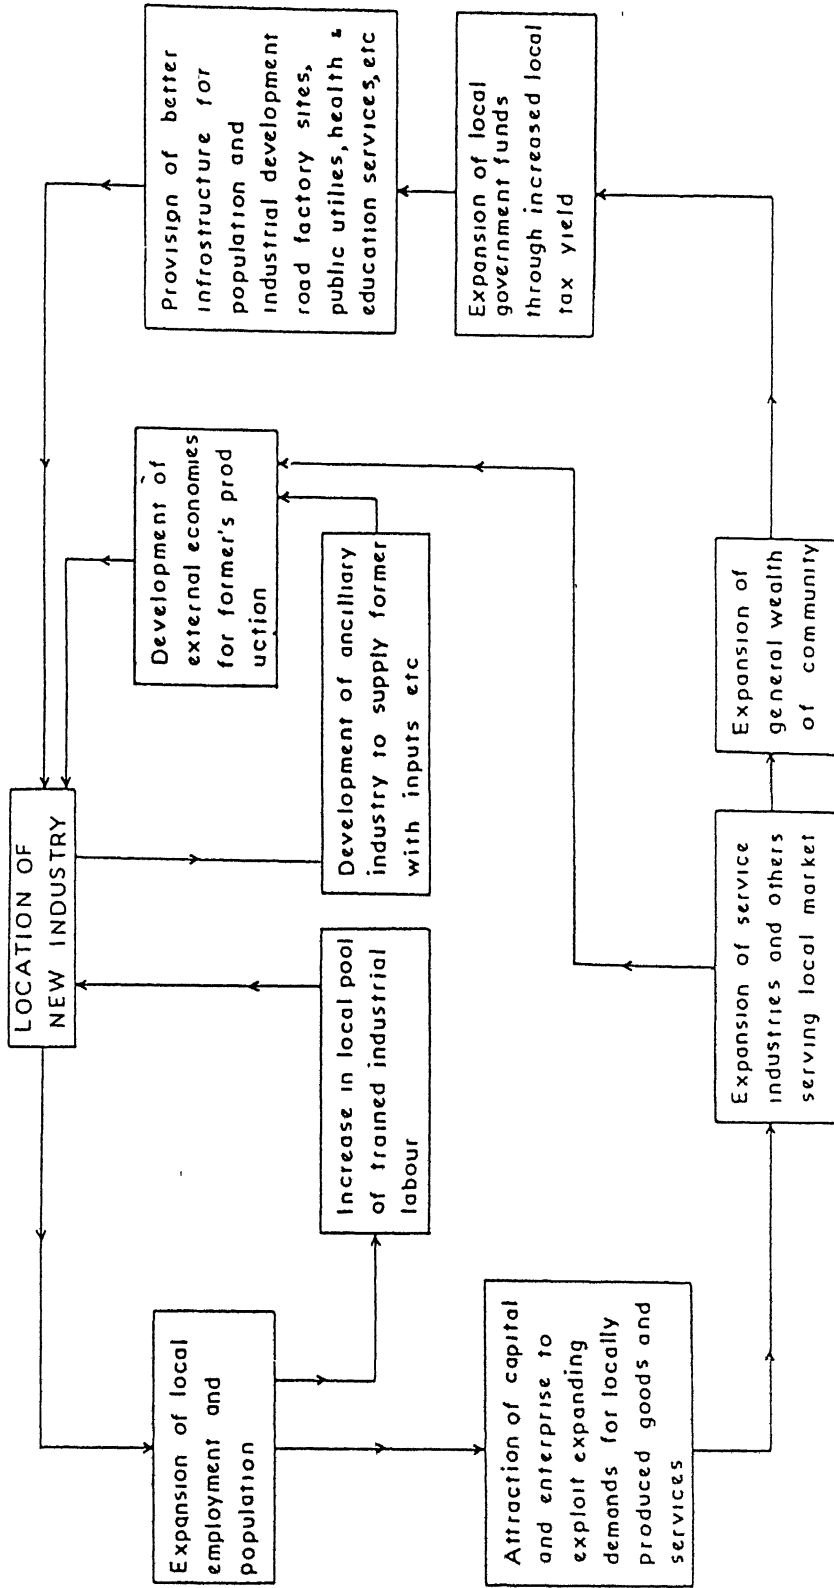 LOCATION OF
NEW INDUSTRY
Expansion of local
employment and
population
Increase in local pool
of trained industrial
labour
Development of ancilliary
industry to supply former
with inputs etc
Development of
external economies
for former's prod
uction
Provision of better
infrostructure for
population and
industrial development
road factory sites,
public utilies, health &
education services, etc
Attraction of capital
and enterprise to
exploit expanding
demands for locally
produced goods and
services
Expansion of service
industries and others
serving local market
Expansion of
general wealth
of community
Expansion of local
government funds
through increased local
tax yield